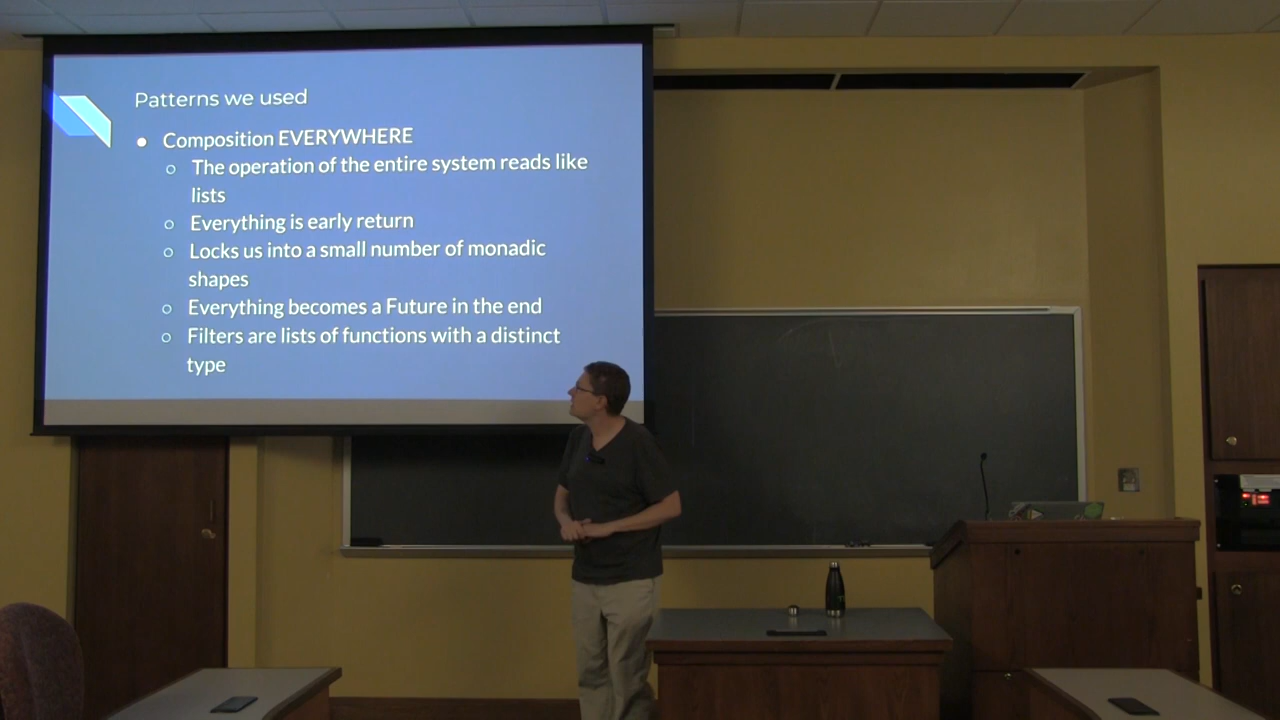 Patterns we used
● Composition EVERYWHERE
○ The operation of the entire system reads like
lists
○ Everything is early return
○ Locks us into a small number of monadic
shapes
○ Everything becomes a Future in the end
○ Filters are lists of functions with a distinct
type